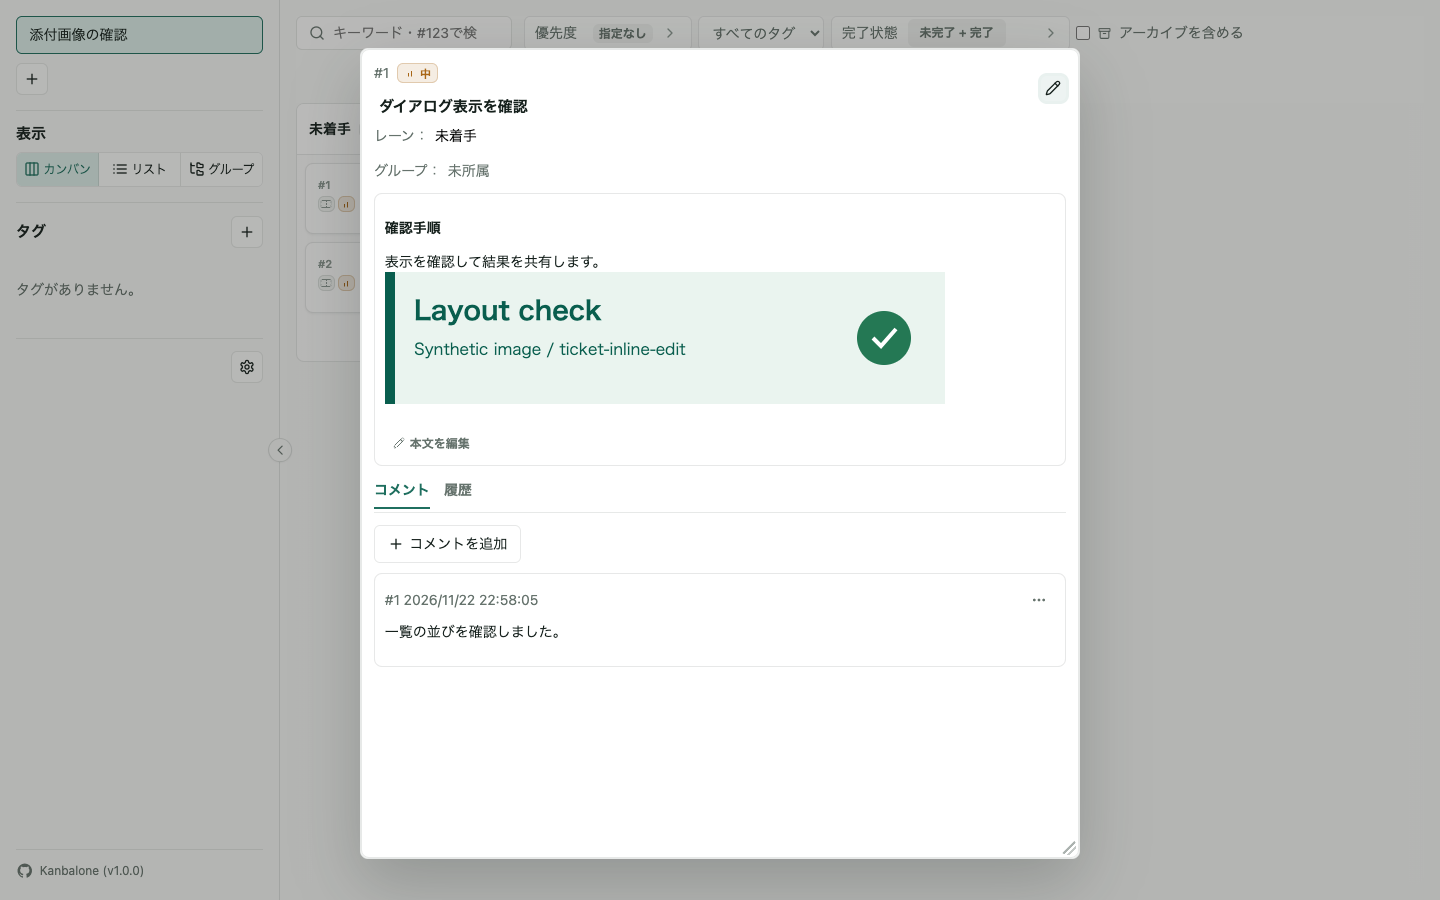 添付画像の確認
表示
カンバン
リスト
グループ
タグ
タグがありません。
Kanbalone (v1.0.0)
キーワード・#123で検
優先度 指定なし
すべてのタグ
完了状態 未完了 + 完了
アーカイブを含める
未着手
#1
#2
#1 中
ダイアログ表示を確認
レーン： 未着手
グループ： 未所属
確認手順
表示を確認して結果を共有します。
Layout check
Synthetic image / ticket-inline-edit
本文を編集
コメント 履歴
コメントを追加
#1 2026/11/22 22:58:05
一覧の並びを確認しました。